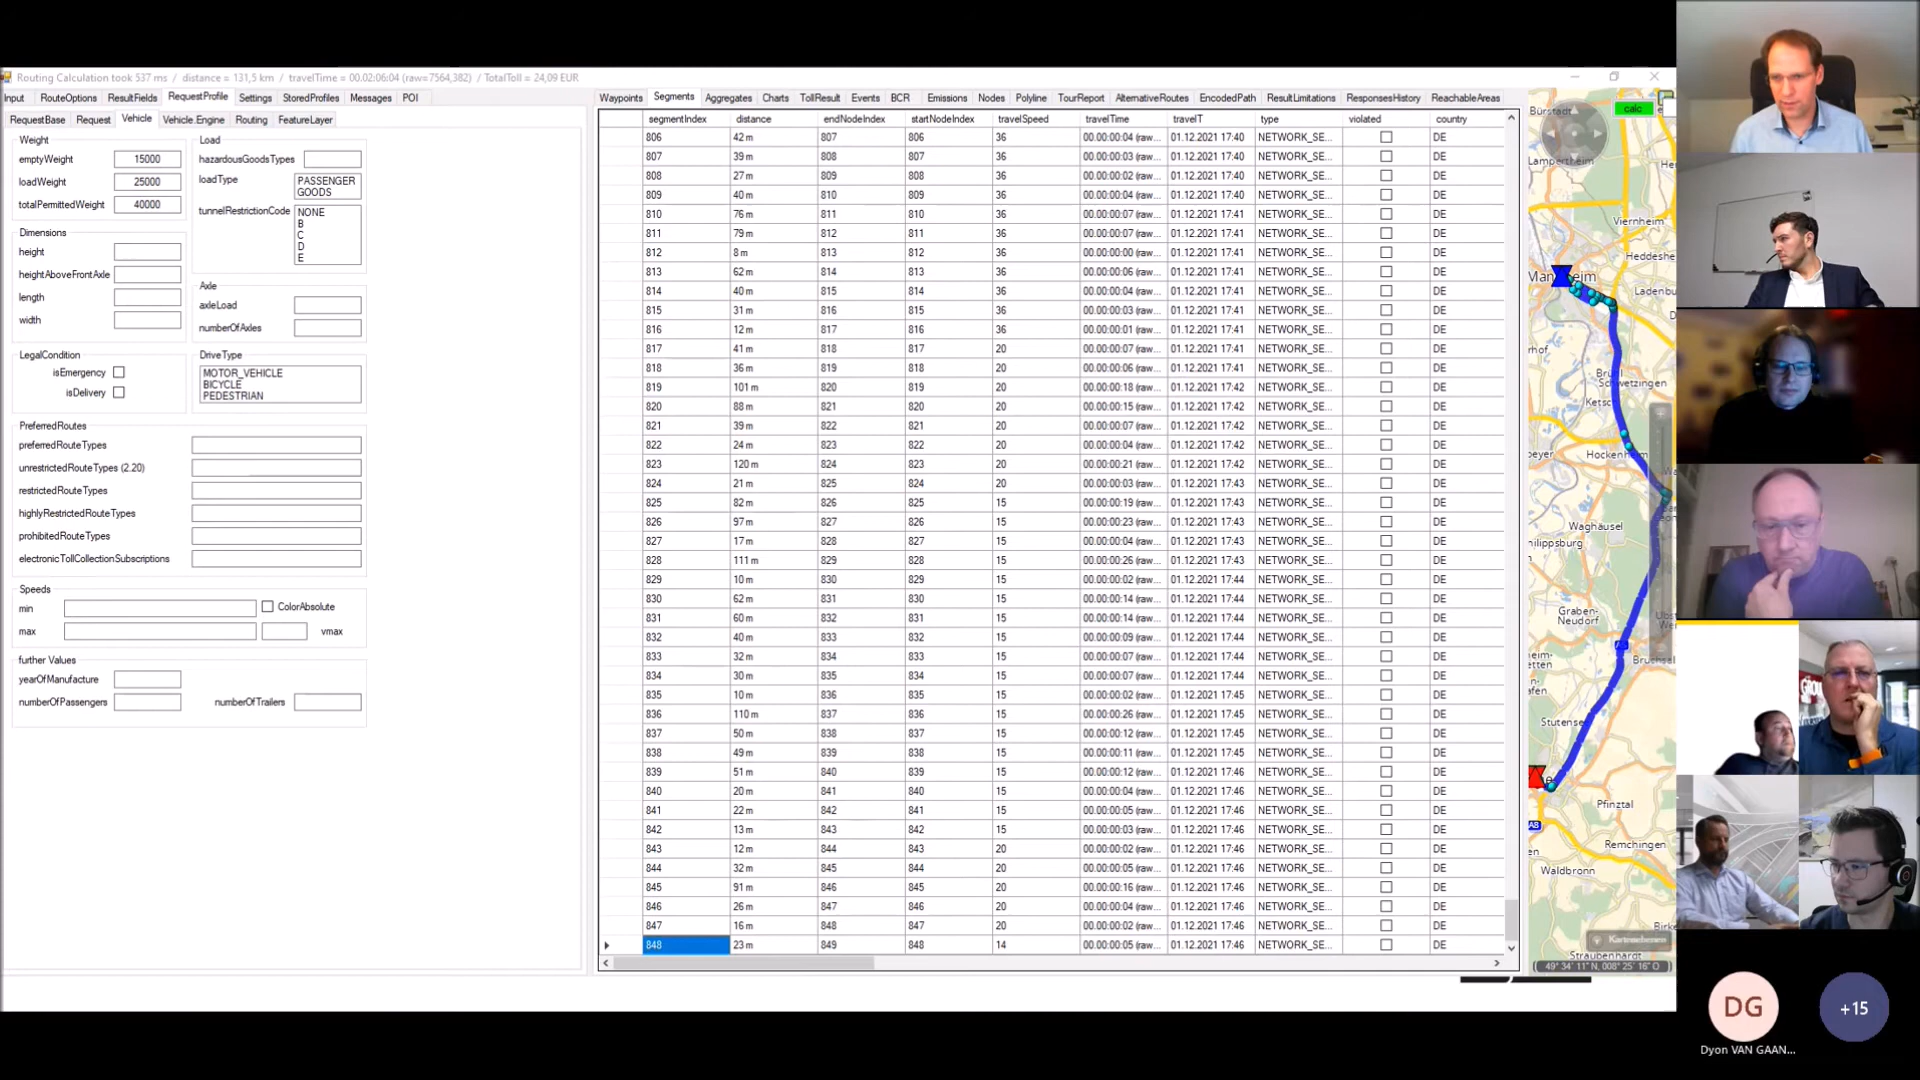 Routing Calculation took 537 ms / distance = 131,5 km / travelTime = 00.02:06:04 (raw=7564,382) / TotalToll = 24,09 EUR
Input RouteOptions ResultFields RequestProfile Settings StoredProfiles Messages POI
RequestBase Request Vehicle Vehicle.Engine Routing FeatureLayer
Weight
emptyWeight 15000
loadWeight 25000
totalPermittedWeight 40000
Dimensions
height
heightAboveFrontAxle
length
width
Load
hazardousGoodsTypes
loadType PASSENGER
GOODS
tunnelRestrictionCode NONE
B
C
D
E
Axle
axleLoad
numberOfAxles
LegalCondition
isEmergency
isDelivery
DriveType
MOTOR_VEHICLE
BICYCLE
PEDESTRIAN
PreferredRoutes
preferredRouteTypes
unrestrictedRouteTypes (2.20)
restrictedRouteTypes
highlyRestrictedRouteTypes
prohibitedRouteTypes
electronicTollCollectionSubscriptions
Speeds
min ColorAbsolute
max vmax
further Values
yearOfManufacture
numberOfPassengers numberOfTrailers
Waypoints Segments Aggregates Charts TollResult Events BCR Emissions Nodes Polyline TourReport AlternativeRoutes EncodedPath ResultLimitations ResponsesHistory ReachableAreas
segmentIndex distance endNodeIndex startNodeIndex travelSpeed travelTime travelT type violated country
806 42 m 807 806 36 00.00:00:04 (raw... 01.12.2021 17:40 NETWORK_SE... DE
807 39 m 808 807 36 00.00:00:03 (raw... 01.12.2021 17:40 NETWORK_SE... DE
808 27 m 809 808 36 00.00:00:02 (raw... 01.12.2021 17:40 NETWORK_SE... DE
809 40 m 810 809 36 00.00:00:04 (raw... 01.12.2021 17:40 NETWORK_SE... DE
810 76 m 811 810 36 00.00:00:07 (raw... 01.12.2021 17:41 NETWORK_SE... DE
811 79 m 812 811 36 00.00:00:07 (raw... 01.12.2021 17:41 NETWORK_SE... DE
812 8 m 813 812 36 00.00:00:00 (raw... 01.12.2021 17:41 NETWORK_SE... DE
813 62 m 814 813 36 00.00:00:06 (raw... 01.12.2021 17:41 NETWORK_SE... DE
814 40 m 815 814 36 00.00:00:04 (raw... 01.12.2021 17:41 NETWORK_SE... DE
815 31 m 816 815 36 00.00:00:03 (raw... 01.12.2021 17:41 NETWORK_SE... DE
816 12 m 817 816 36 00.00:00:01 (raw... 01.12.2021 17:41 NETWORK_SE... DE
817 41 m 818 817 20 00.00:00:07 (raw... 01.12.2021 17:41 NETWORK_SE... DE
818 36 m 819 818 20 00.00:00:06 (raw... 01.12.2021 17:41 NETWORK_SE... DE
819 101 m 820 819 20 00.00:00:18 (raw... 01.12.2021 17:42 NETWORK_SE... DE
820 88 m 821 820 20 00.00:00:15 (raw... 01.12.2021 17:42 NETWORK_SE... DE
821 39 m 822 821 20 00.00:00:07 (raw... 01.12.2021 17:42 NETWORK_SE... DE
822 24 m 823 822 20 00.00:00:04 (raw... 01.12.2021 17:42 NETWORK_SE... DE
823 120 m 824 823 20 00.00:00:21 (raw... 01.12.2021 17:42 NETWORK_SE... DE
824 21 m 825 824 20 00.00:00:03 (raw... 01.12.2021 17:43 NETWORK_SE... DE
825 82 m 826 825 15 00.00:00:19 (raw... 01.12.2021 17:43 NETWORK_SE... DE
826 97 m 827 826 15 00.00:00:23 (raw... 01.12.2021 17:43 NETWORK_SE... DE
827 17 m 828 827 15 00.00:00:04 (raw... 01.12.2021 17:43 NETWORK_SE... DE
828 111 m 829 828 15 00.00:00:26 (raw... 01.12.2021 17:43 NETWORK_SE... DE
829 10 m 830 829 15 00.00:00:02 (raw... 01.12.2021 17:44 NETWORK_SE... DE
830 62 m 831 830 15 00.00:00:14 (raw... 01.12.2021 17:44 NETWORK_SE... DE
831 60 m 832 831 15 00.00:00:14 (raw... 01.12.2021 17:44 NETWORK_SE... DE
832 40 m 833 832 15 00.00:00:09 (raw... 01.12.2021 17:44 NETWORK_SE... DE
833 32 m 834 833 15 00.00:00:07 (raw... 01.12.2021 17:44 NETWORK_SE... DE
834 30 m 835 834 15 00.00:00:07 (raw... 01.12.2021 17:44 NETWORK_SE... DE
835 10 m 836 835 15 00.00:00:02 (raw... 01.12.2021 17:45 NETWORK_SE... DE
836 110 m 837 836 15 00.00:00:26 (raw... 01.12.2021 17:45 NETWORK_SE... DE
837 50 m 838 837 15 00.00:00:12 (raw... 01.12.2021 17:45 NETWORK_SE... DE
838 49 m 839 838 15 00.00:00:11 (raw... 01.12.2021 17:45 NETWORK_SE... DE
839 51 m 840 839 15 00.00:00:12 (raw... 01.12.2021 17:46 NETWORK_SE... DE
840 20 m 841 840 15 00.00:00:04 (raw... 01.12.2021 17:46 NETWORK_SE... DE
841 22 m 842 841 15 00.00:00:05 (raw... 01.12.2021 17:46 NETWORK_SE... DE
842 13 m 843 842 15 00.00:00:03 (raw... 01.12.2021 17:46 NETWORK_SE... DE
843 12 m 844 843 20 00.00:00:02 (raw... 01.12.2021 17:46 NETWORK_SE... DE
844 32 m 845 844 20 00.00:00:05 (raw... 01.12.2021 17:46 NETWORK_SE... DE
845 91 m 846 845 20 00.00:00:16 (raw... 01.12.2021 17:46 NETWORK_SE... DE
846 26 m 847 846 20 00.00:00:04 (raw... 01.12.2021 17:46 NETWORK_SE... DE
847 16 m 848 847 20 00.00:00:02 (raw... 01.12.2021 17:46 NETWORK_SE... DE
848 23 m 849 848 14 00.00:00:05 (raw... 01.12.2021 17:46 NETWORK_SE... DE
calc
Bürstadt
Lampertheim
Viernheim
Heddeshe
Ladenbu
rhof
Schwetzingen
Ketsch
peyer
Hockenheim
Waghäusel
hilippsburg
Graben-
Neudorf
Bruchsal
Stutense
Pfinztal
A8
Remchingen
Waldbronn
Straubenhardt
49° 34' 11" N, 008° 25' 16" O
DG
+15
Dyon VAN GAAN...